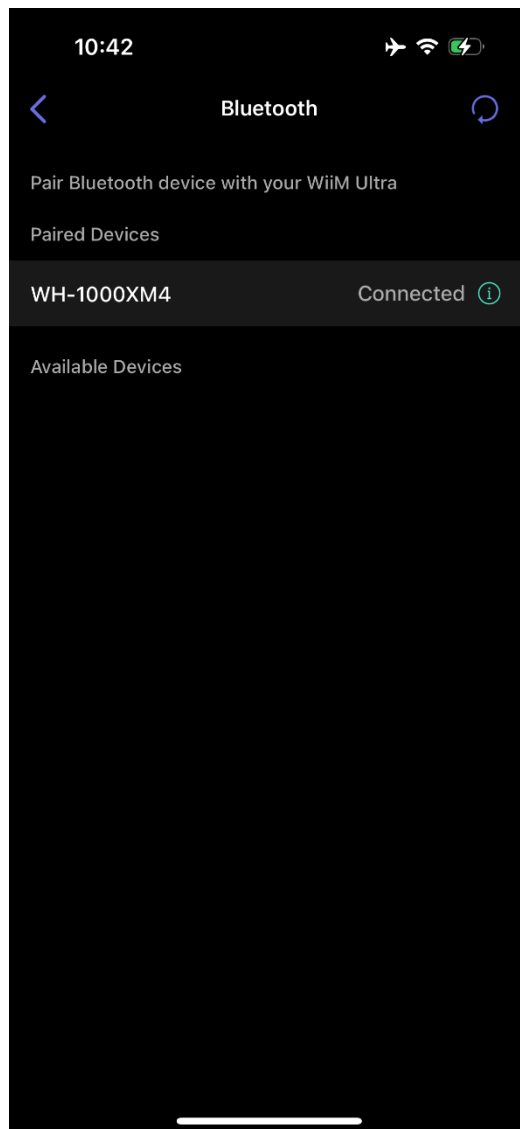 10:42
Bluetooth
Pair Bluetooth device with your WiiM Ultra
Paired Devices
WH-1000XM4 Connected
Available Devices